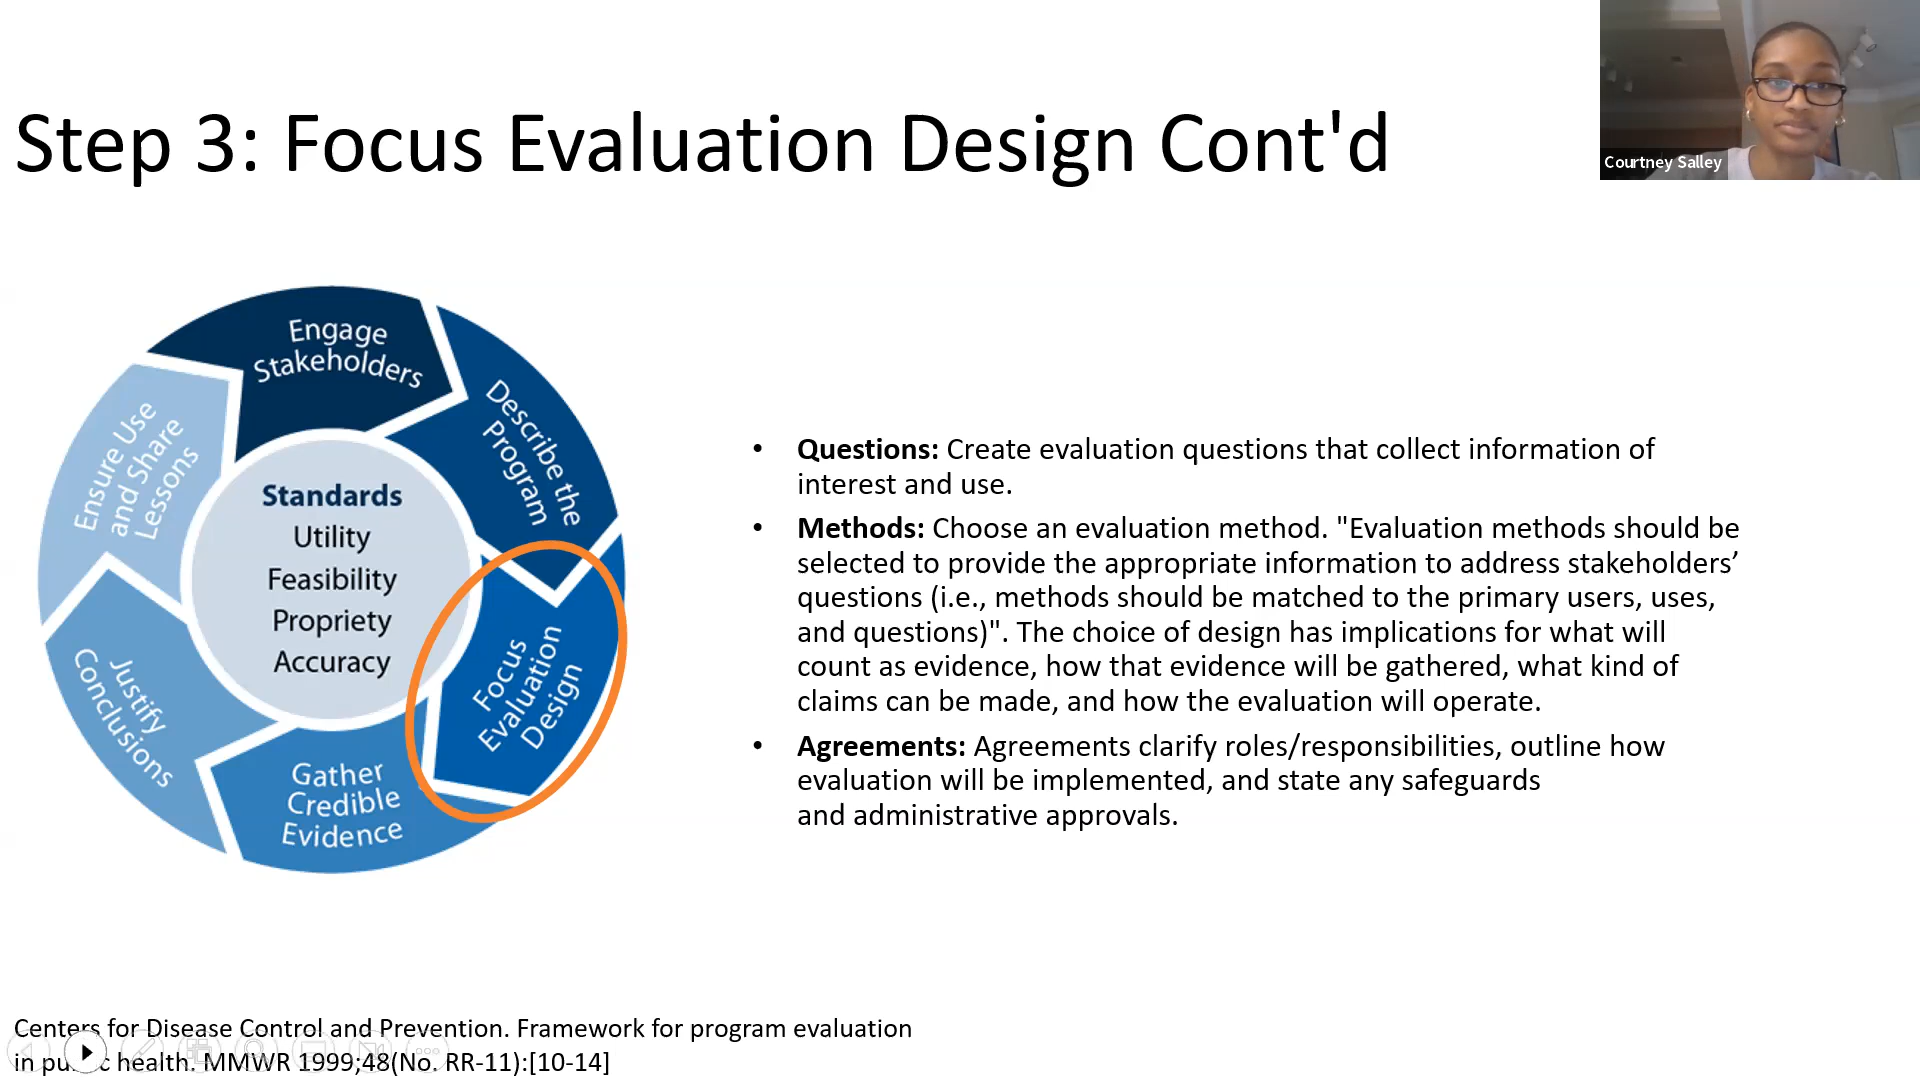 Step 3: Focus Evaluation Design Cont'd
Courtney Salley
Engage
Stakeholders
Describe the
Program
Focus
Evaluation
Design
Gather
Credible
Evidence
Justify
Conclusions
Ensure Use
and Share
Lessons
Standards
Utility
Feasibility
Propriety
Accuracy
• Questions: Create evaluation questions that collect information of
interest and use.
• Methods: Choose an evaluation method. "Evaluation methods should be
selected to provide the appropriate information to address stakeholders’
questions (i.e., methods should be matched to the primary users, uses,
and questions)". The choice of design has implications for what will
count as evidence, how that evidence will be gathered, what kind of
claims can be made, and how the evaluation will operate.
• Agreements: Agreements clarify roles/responsibilities, outline how
evaluation will be implemented, and state any safeguards
and administrative approvals.
Centers for Disease Control and Prevention. Framework for program evaluation
in public health. MMWR 1999;48(No. RR-11):[10-14]